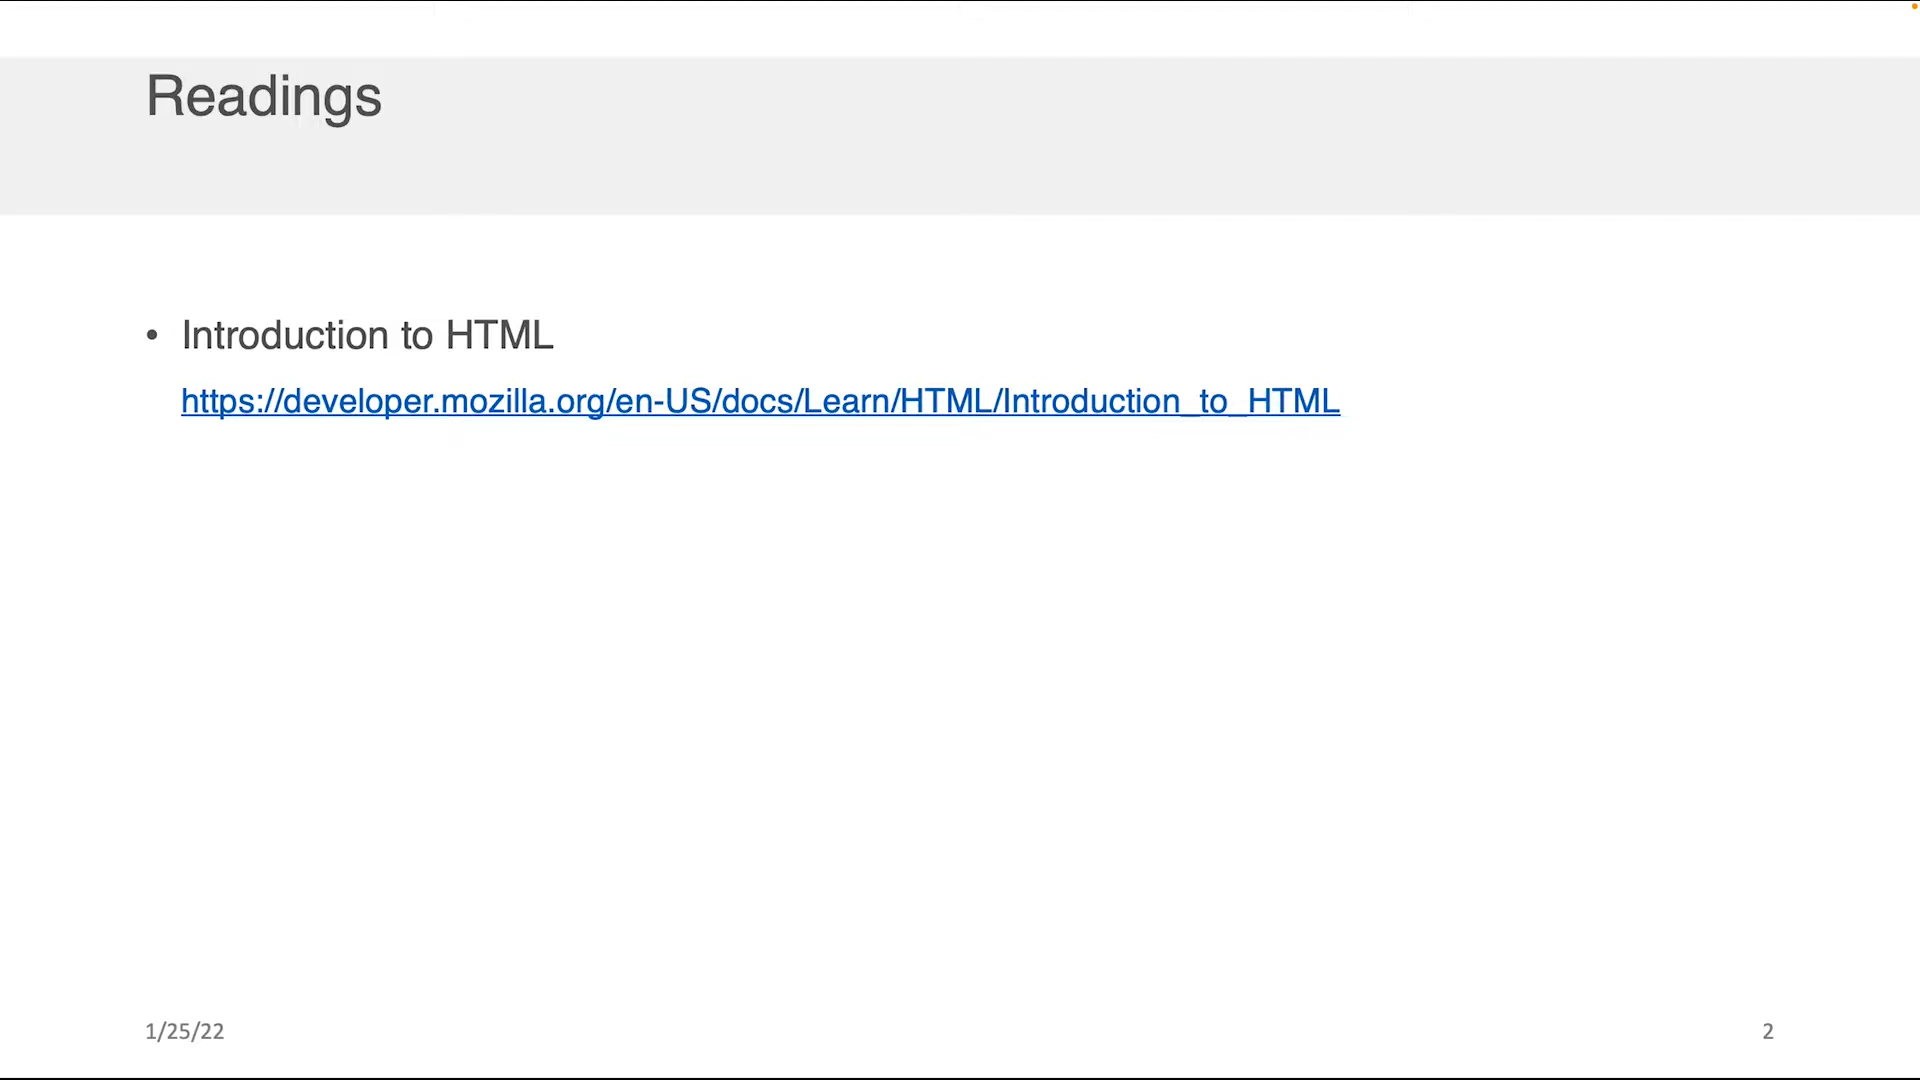 Readings
• Introduction to HTML
https://developer.mozilla.org/en-US/docs/Learn/HTML/Introduction_to_HTML
1/25/22
2